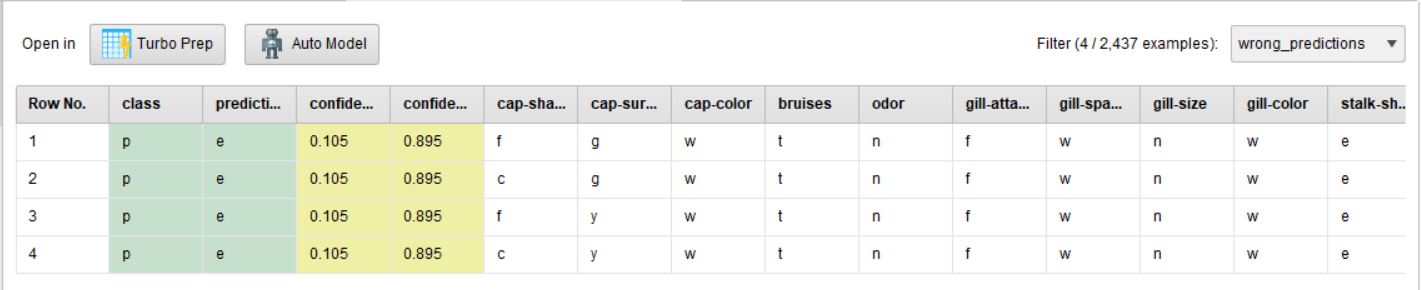 Open in Turbo Prep Auto Model Filter (4 / 2,437 examples): wrong_predictions
Row No. class predicti... confide... confide... cap-sha... cap-sur... cap-color bruises odor gill-atta... gill-spa... gill-size gill-color stalk-sh..
1 p e 0.105 0.895 f g w t n f w n w e
2 p e 0.105 0.895 c g w t n f w n w e
3 p e 0.105 0.895 f y w t n f w n w e
4 p e 0.105 0.895 c y w t n f w n w e